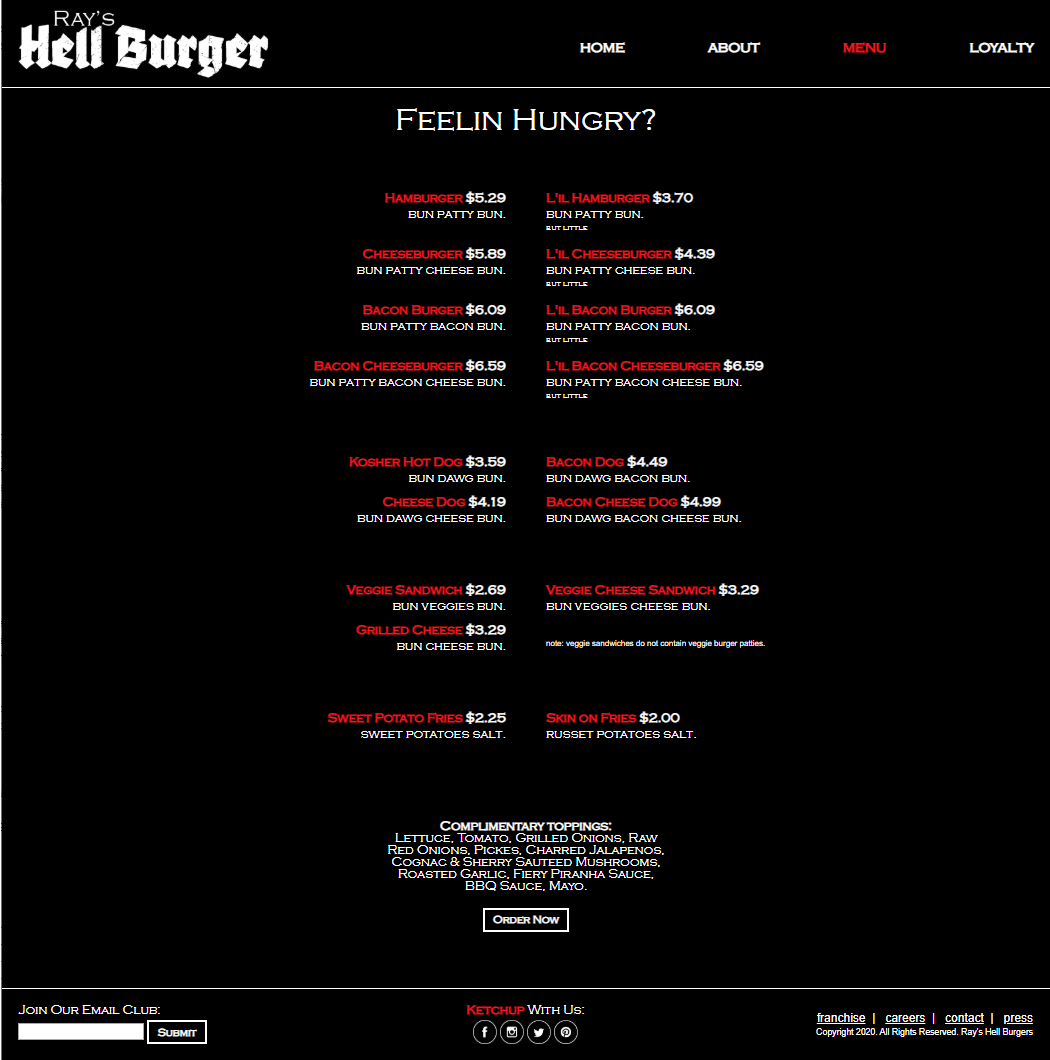 Ray's
Hell Burger
HOME ABOUT MENU LOYALTY
Feelin Hungry?
Hamburger $5.29
bun patty bun.
L'il Hamburger $3.70
bun patty bun.
but little
Cheeseburger $5.89
bun patty cheese bun.
L'il Cheeseburger $4.39
bun patty cheese bun.
but little
Bacon Burger $6.09
bun patty bacon bun.
L'il Bacon Burger $6.09
bun patty bacon bun.
but little
Bacon Cheeseburger $6.59
bun patty bacon cheese bun.
L'il Bacon Cheeseburger $6.59
bun patty bacon cheese bun.
but little
Kosher Hot Dog $3.59
bun dawg bun.
Bacon Dog $4.49
bun dawg bacon bun.
Cheese Dog $4.19
bun dawg cheese bun.
Bacon Cheese Dog $4.99
bun dawg bacon cheese bun.
Veggie Sandwich $2.69
bun veggies bun.
Veggie Cheese Sandwich $3.29
bun veggies cheese bun.
Grilled Cheese $3.29
bun cheese bun.
note: veggie sandwiches do not contain veggie burger patties.
Sweet Potato Fries $2.25
sweet potatoes salt.
Skin on Fries $2.00
russet potatoes salt.
Complimentary toppings:
Lettuce, Tomato, Grilled Onions, Raw
Red Onions, Pickes, Charred Jalapenos,
Cognac & Sherry Sauteed Mushrooms,
Roasted Garlic, Fiery Piranha Sauce,
BBQ Sauce, Mayo.
Order Now
Join Our Email Club:
Submit
Ketchup With Us:
franchise | careers | contact | press
Copyright 2020. All Rights Reserved. Ray's Hell Burgers